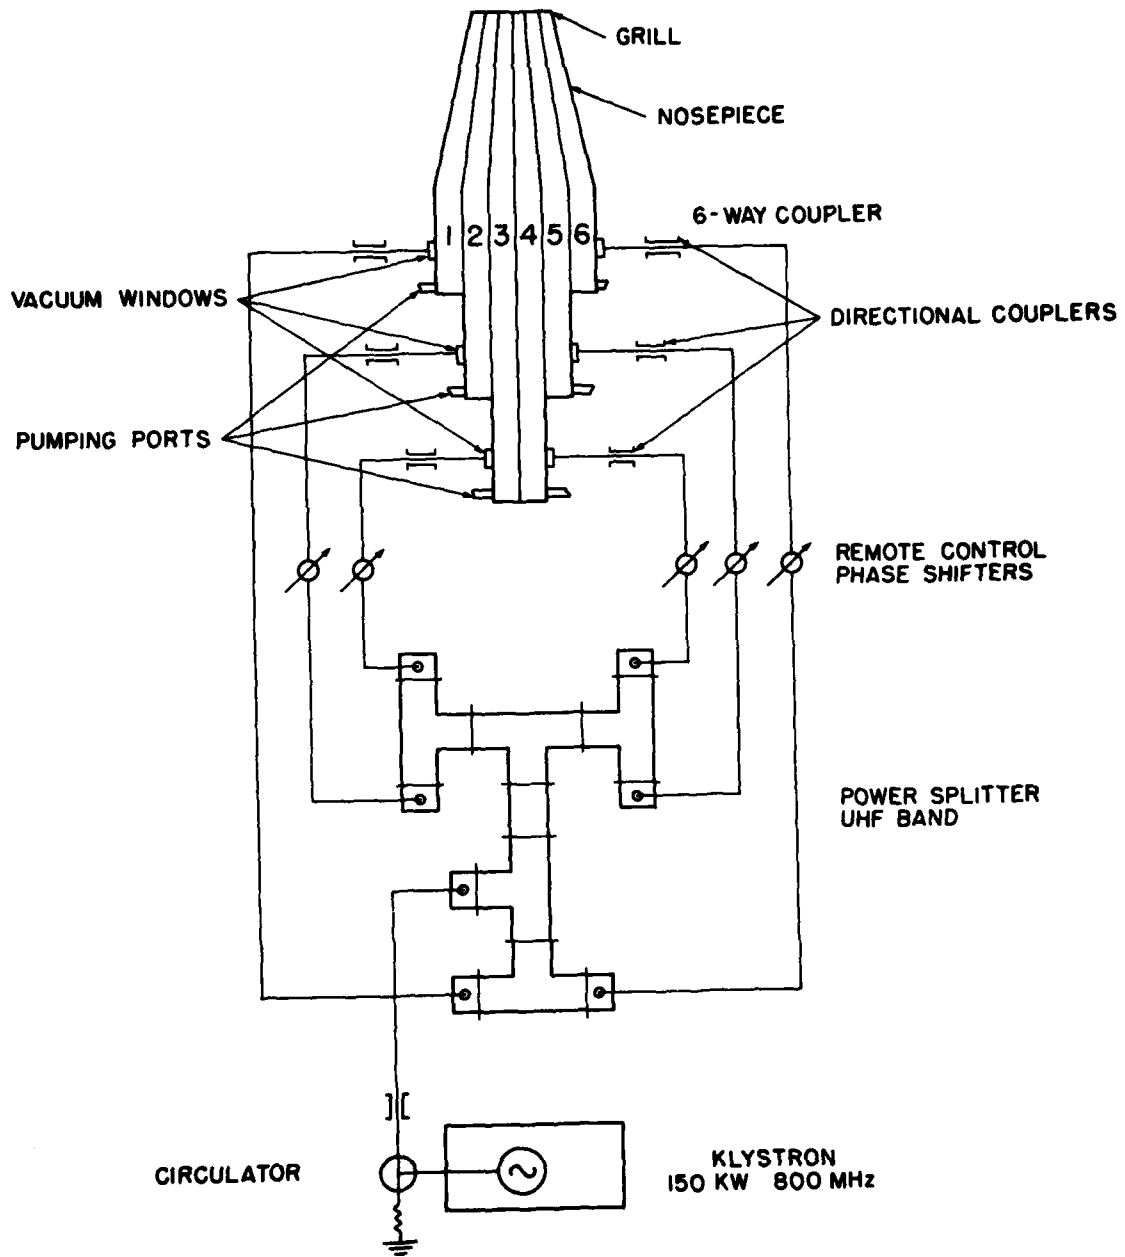 GRILL
NOSEPIECE
6-WAY COUPLER
1 2 3 4 5 6
VACUUM WINDOWS
DIRECTIONAL COUPLERS
PUMPING PORTS
REMOTE CONTROL
PHASE SHIFTERS
POWER SPLITTER
UHF BAND
CIRCULATOR
KLYSTRON
150 KW 800 MHz